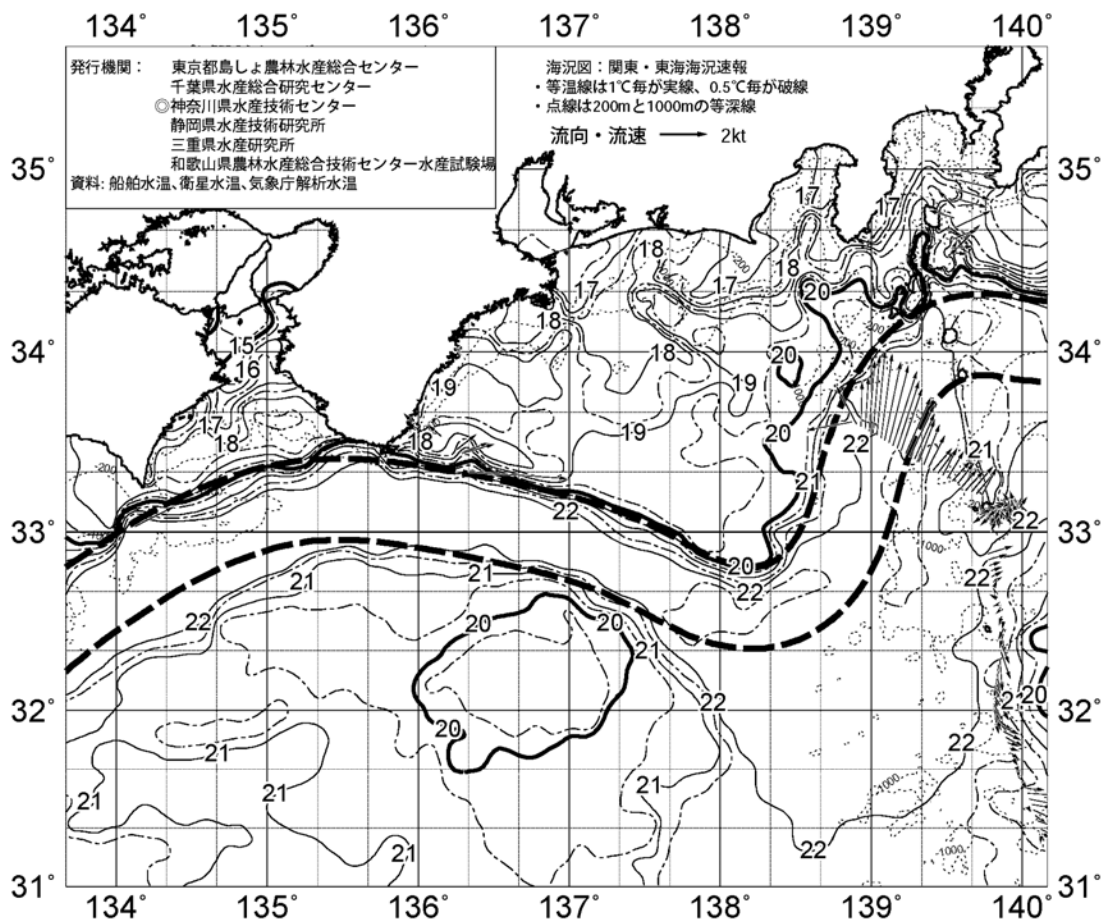 134° 135° 136° 137° 138° 139° 140°
発行機関： 東京都島しょ農林水産総合センター
千葉県水産総合研究センター
◎神奈川県水産技術センター
静岡県水産技術研究所
三重県水産研究所
和歌山県農林水産総合技術センター水産試験場
資料: 船舶水温、衛星水温、気象庁解析水温
海況図：関東・東海海況速報
・等温線は1℃毎が実線、0.5℃毎が破線
・点線は200mと1000mの等深線
流向・流速 2kt
35° 35°
17 17
18 17 18 20
17 18
34° 15 16 18 20 34°
19 19
17 18 18 19 20 22 21
21
33° 22 20 22 22 33°
21 21 22
22 20 20 21
32° 22 20 32°
20 22
21
21 21 21
21 22
31° 31°
134° 135° 136° 137° 138° 139° 140°